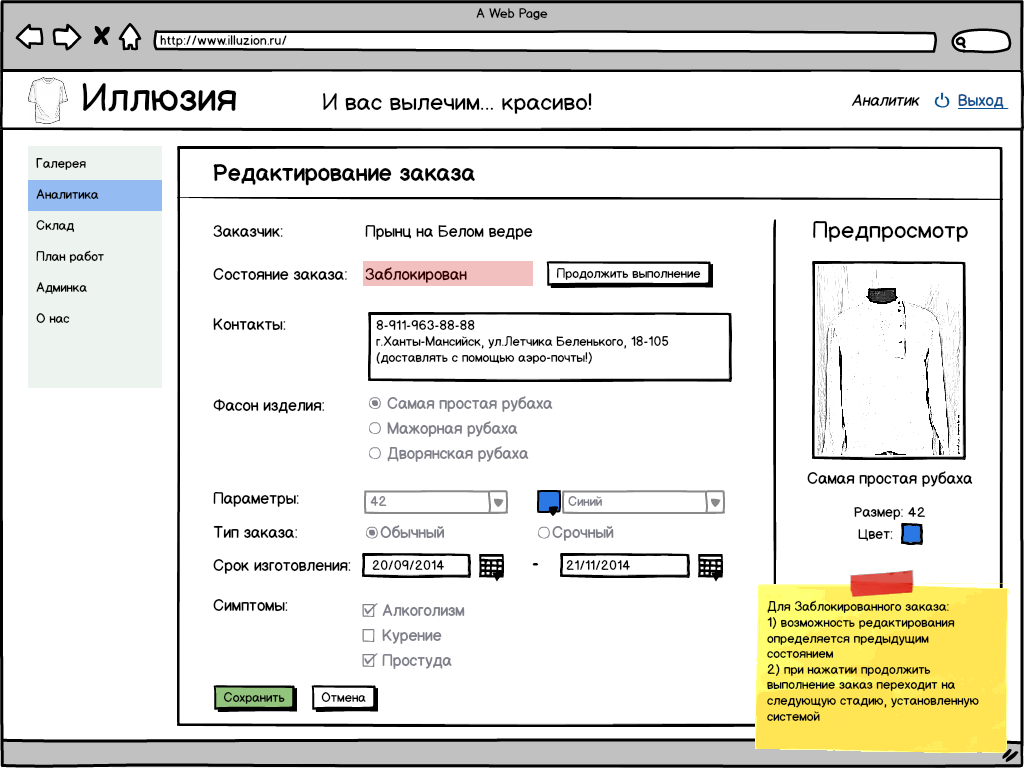 A Web Page
http://www.illuzion.ru/
Иллюзия
И вас вылечим... красиво!
Аналитик
Выход
Галерея
Аналитика
Склад
План работ
Админка
О нас
Редактирование заказа
Заказчик: Прынц на Белом ведре
Состояние заказа: Заблокирован Продолжить выполнение
Контакты:
8-911-963-88-88
г.Ханты-Мансийск, ул.Летчика Беленького, 18-105
(доставлять с помощью аэро-почты!)
Фасон изделия:
Самая простая рубаха
Мажорная рубаха
Дворянская рубаха
Параметры: 42 Синий
Тип заказа: Обычный Срочный
Срок изготовления: 20/09/2014 - 21/11/2014
Симптомы:
Алкоголизм
Курение
Простуда
Сохранить Отмена
Предпросмотр
Самая простая рубаха
Размер: 42
Цвет:
Для Заблокированного заказа:
1) возможность редактирования
определяется предыдущим
состоянием
2) при нажатии продолжить
выполнение заказ переходит на
следующую стадию, установленную
системой